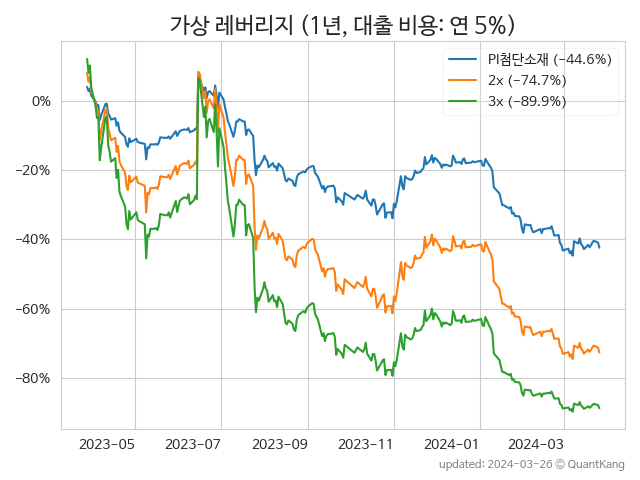 가상 레버리지 (1년, 대출 비용: 연 5%)
PI첨단소재 (−44.6%)
2x (−74.7%)
3x (−89.9%)
0%
−20%
−40%
−60%
−80%
2023-05 2023-07 2023-09 2023-11 2024-01 2024-03
updated: 2024-03-26 © QuantKang